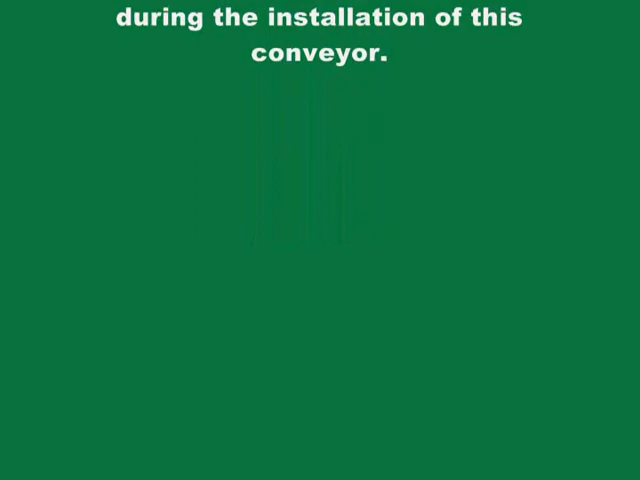 during the installation of this
conveyor.